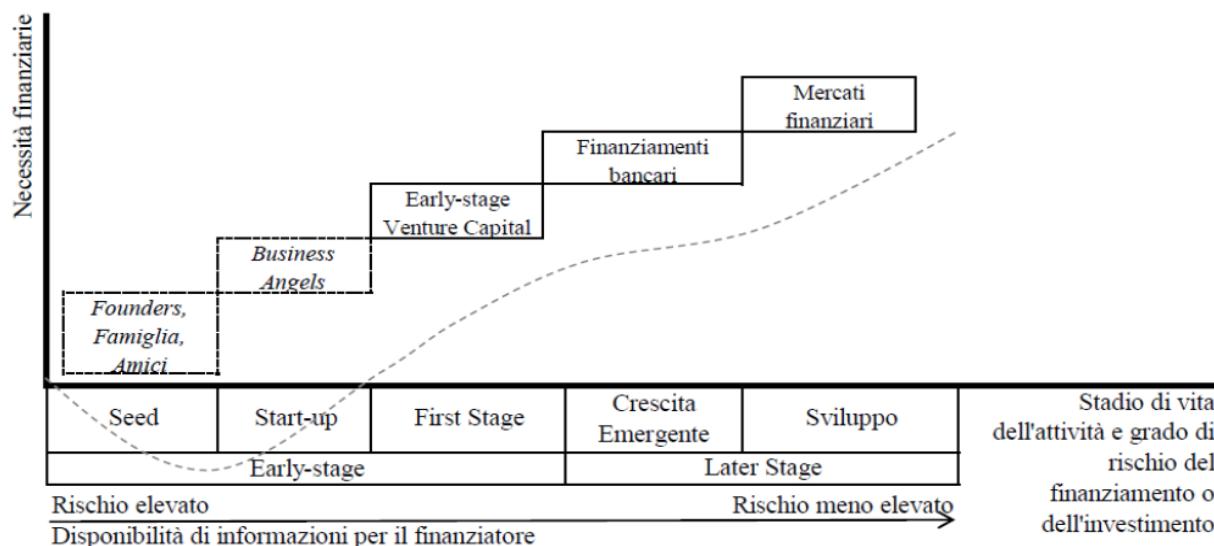 Necessità finanziarie
Mercati
finanziari
Finanziamenti
bancari
Early-stage
Venture Capital
Business
Angels
Founders,
Famiglia,
Amici
Seed
Start-up
First Stage
Crescita
Emergente
Sviluppo
Early-stage
Later Stage
Rischio elevato
Rischio meno elevato
Disponibilità di informazioni per il finanziatore
Stadio di vita
dell'attività e grado di
rischio del
finanziamento o
dell'investimento